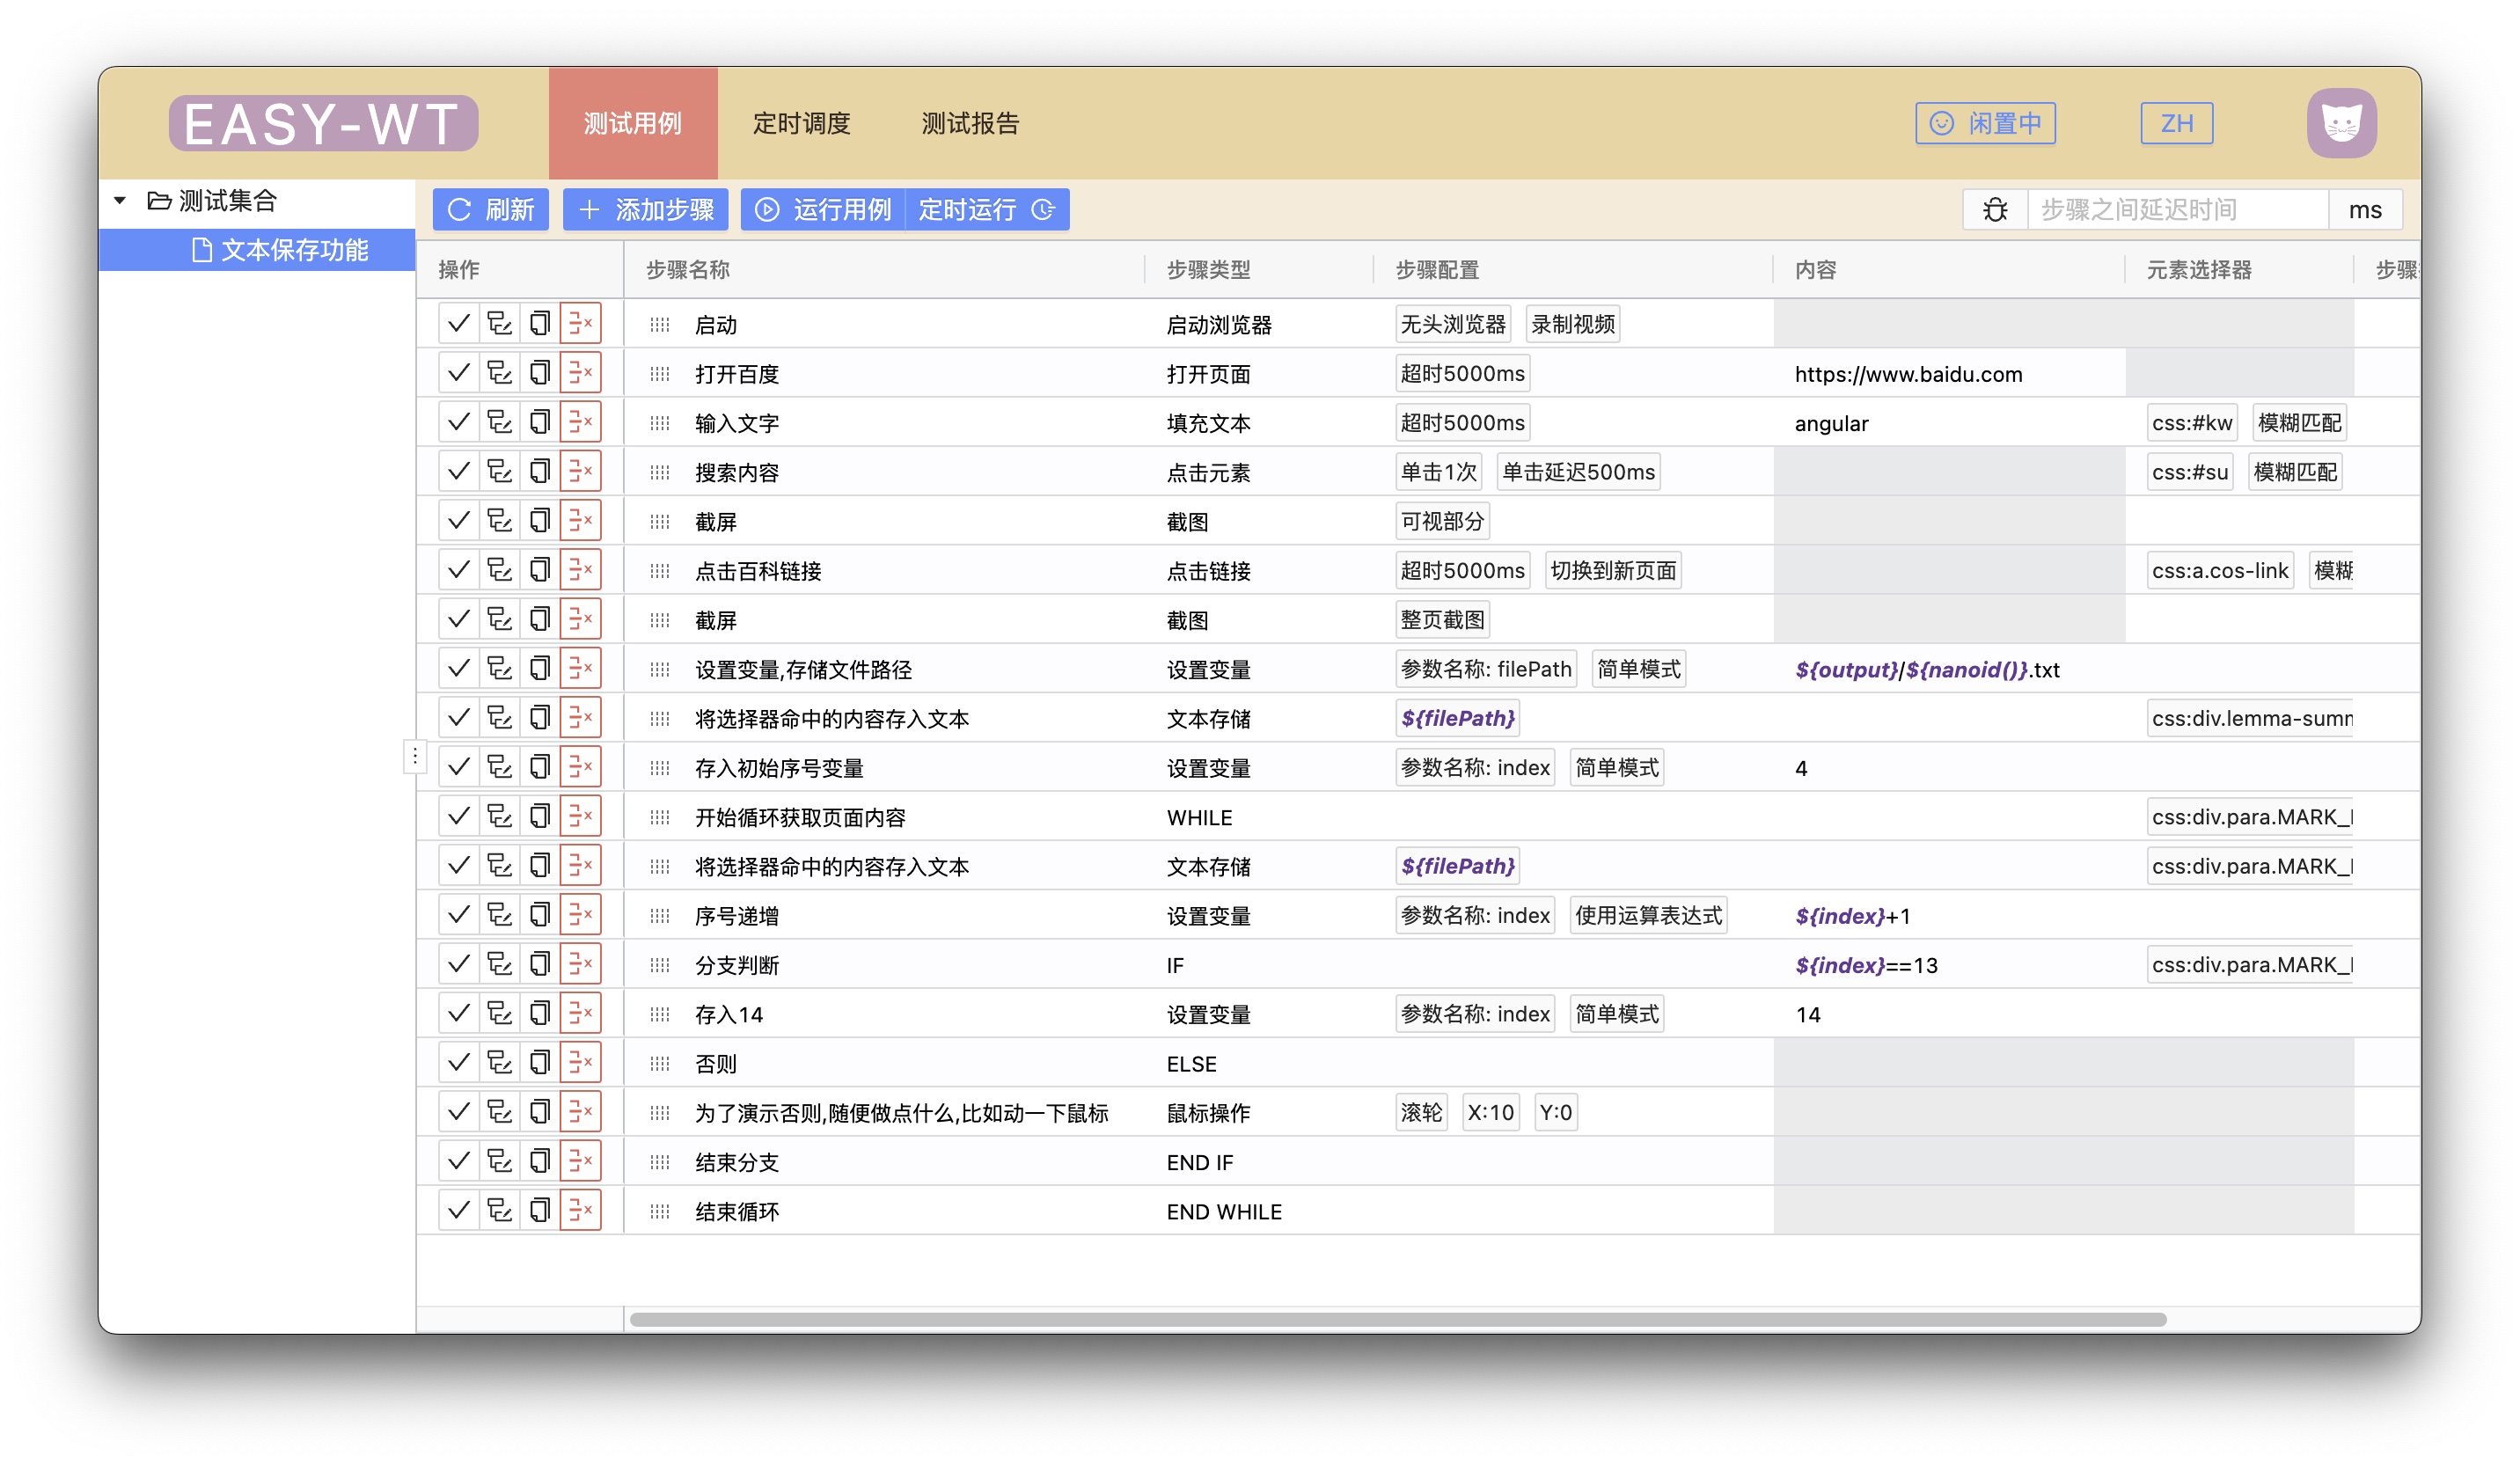 EASY-WT 测试用例 定时调度 测试报告 闲置中 ZH
测试集合
文本保存功能
刷新 添加步骤 运行用例 定时运行 步骤之间延迟时间 ms
操作 步骤名称 步骤类型 步骤配置 内容 元素选择器 步骤
启动 启动浏览器 无头浏览器 录制视频
打开百度 打开页面 超时5000ms https://www.baidu.com
输入文字 填充文本 超时5000ms angular css:#kw 模糊匹配
搜索内容 点击元素 单击1次 单击延迟500ms css:#su 模糊匹配
截屏 截图 可视部分
点击百科链接 点击链接 超时5000ms 切换到新页面 css:a.cos-link 模糊
截屏 截图 整页截图
设置变量,存储文件路径 设置变量 参数名称: filePath 简单模式 ${output}/${nanoid()}.txt
将选择器命中的内容存入文本 文本存储 ${filePath} css:div.lemma-sumn
存入初始序号变量 设置变量 参数名称: index 简单模式 4
开始循环获取页面内容 WHILE css:div.para.MARK_
将选择器命中的内容存入文本 文本存储 ${filePath} css:div.para.MARK_
序号递增 设置变量 参数名称: index 使用运算表达式 ${index}+1
分支判断 IF ${index}==13 css:div.para.MARK_
存入14 设置变量 参数名称: index 简单模式 14
否则 ELSE
为了演示否则,随便做点什么,比如动一下鼠标 鼠标操作 滚轮 X:10 Y:0
结束分支 END IF
结束循环 END WHILE